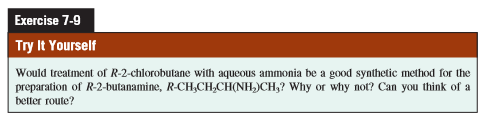 Exercise 7-9
Try It Yourself
Would treatment of R-2-chlorobutane with aqueous ammonia be a good synthetic method for the
preparation of R-2-butanamine, R-CH₃CH₂CH(NH₂)CH₃? Why or why not? Can you think of a
better route?